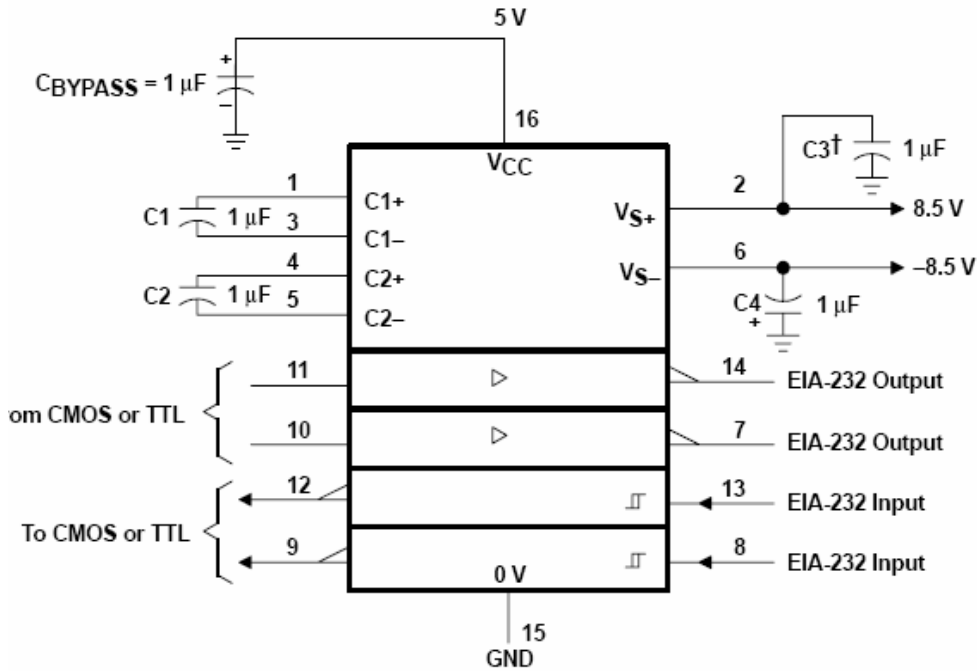 5 V
CBYPASS = 1 µF
+
–
16
VCC
C3†
1 µF
1
C1+
C1
1 µF
3
C1–
2
VS+
8.5 V
4
C2+
C2
1 µF
5
C2–
6
VS–
–8.5 V
C4
+
1 µF
11
14
EIA-232 Output
rom CMOS or TTL
10
7
EIA-232 Output
12
13
EIA-232 Input
To CMOS or TTL
9
8
EIA-232 Input
0 V
15
GND